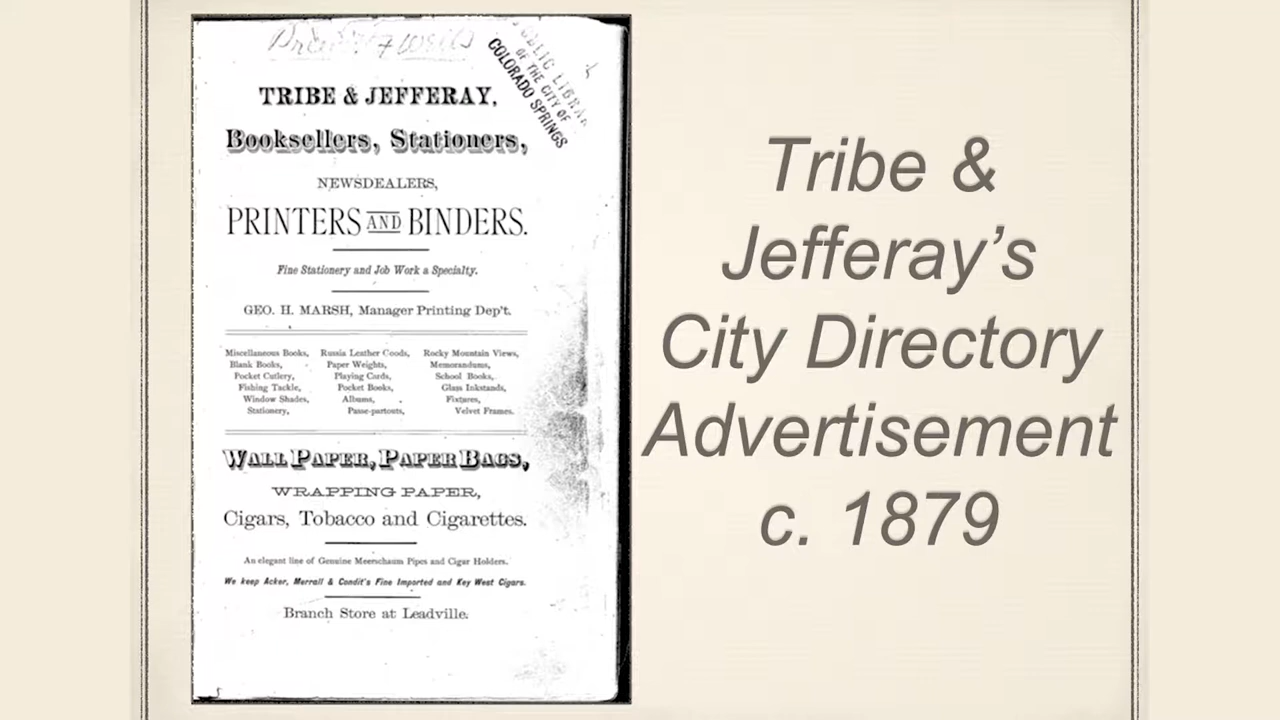 PUBLIC LIBRARY
OF THE CITY OF
COLORADO SPRINGS
TRIBE & JEFFERAY,
Booksellers, Stationers,
NEWSDEALERS,
PRINTERS AND BINDERS.
Fine Stationery and Job Work a Specialty.
GEO. H. MARSH, Manager Printing Dep't.
Miscellaneous Books,
Blank Books,
Pocket Cutlery,
Fishing Tackle,
Window Shades,
Stationery,
Russia Leather Goods,
Paper Weights,
Playing Cards,
Pocket Books,
Albums,
Passe-partouts,
Rocky Mountain Views,
Memorandums,
School Books,
Glass Inkstands,
Fixtures,
Velvet Frames.
WALL PAPER, PAPER BAGS,
WRAPPING PAPER,
Cigars, Tobacco and Cigarettes.
An elegant line of Genuine Meerschaum Pipes and Cigar Holders.
We keep Acker, Merrall & Condit's Fine Imported and Key West Cigars.
Branch Store at Leadville.
Tribe &
Jefferay’s
City Directory
Advertisement
c. 1879